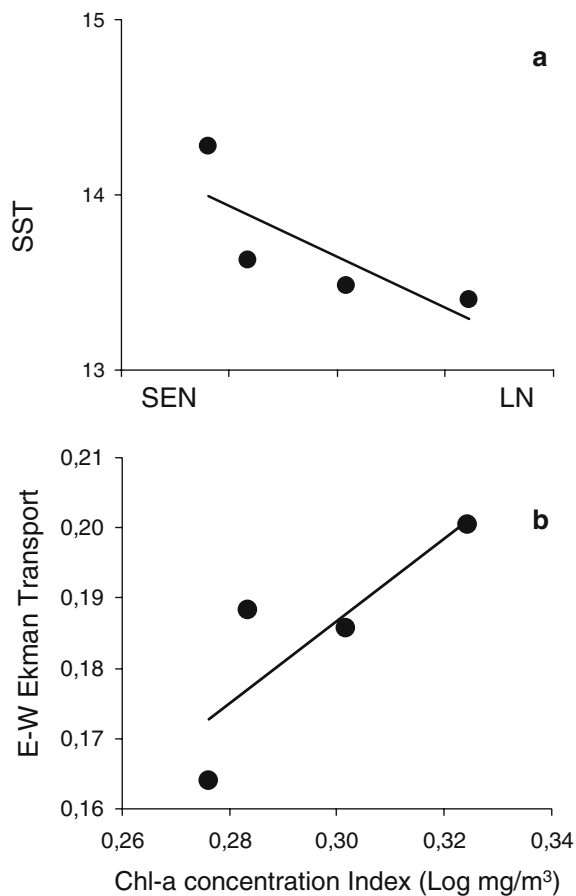 15
a
14
SST
13
SEN LN
0,21
b
0,20
0,19
E-W Ekman Transport
0,18
0,17
0,16
0,26 0,28 0,30 0,32 0,34
Chl-a concentration Index (Log mg/m³)